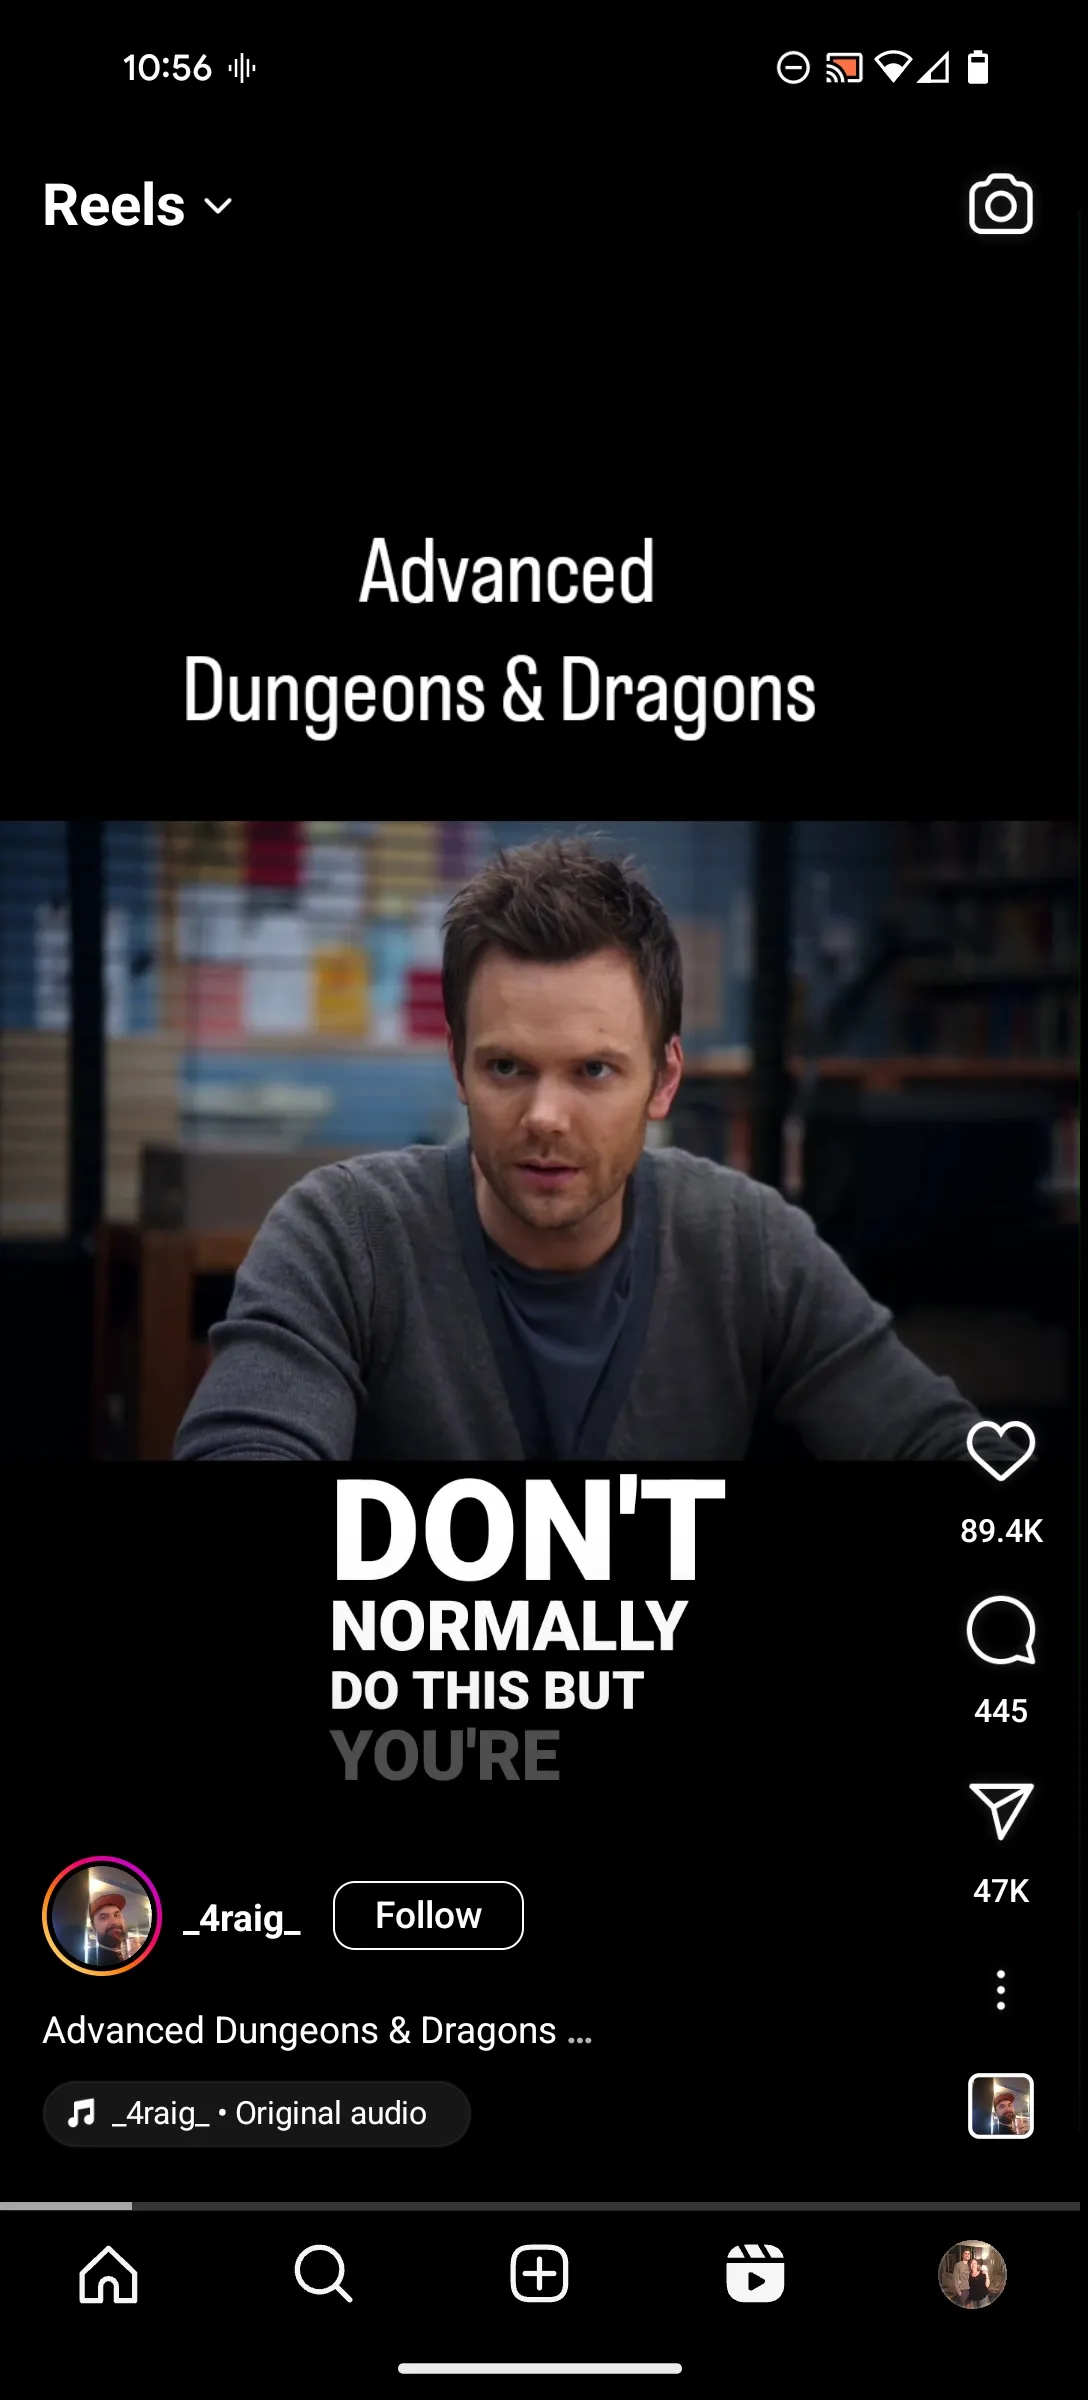 10:56
Reels
Advanced
Dungeons & Dragons
DON'T
NORMALLY
DO THIS BUT
YOU'RE
89.4K
445
47K
_4raig_
Follow
Advanced Dungeons & Dragons ...
_4raig_ • Original audio